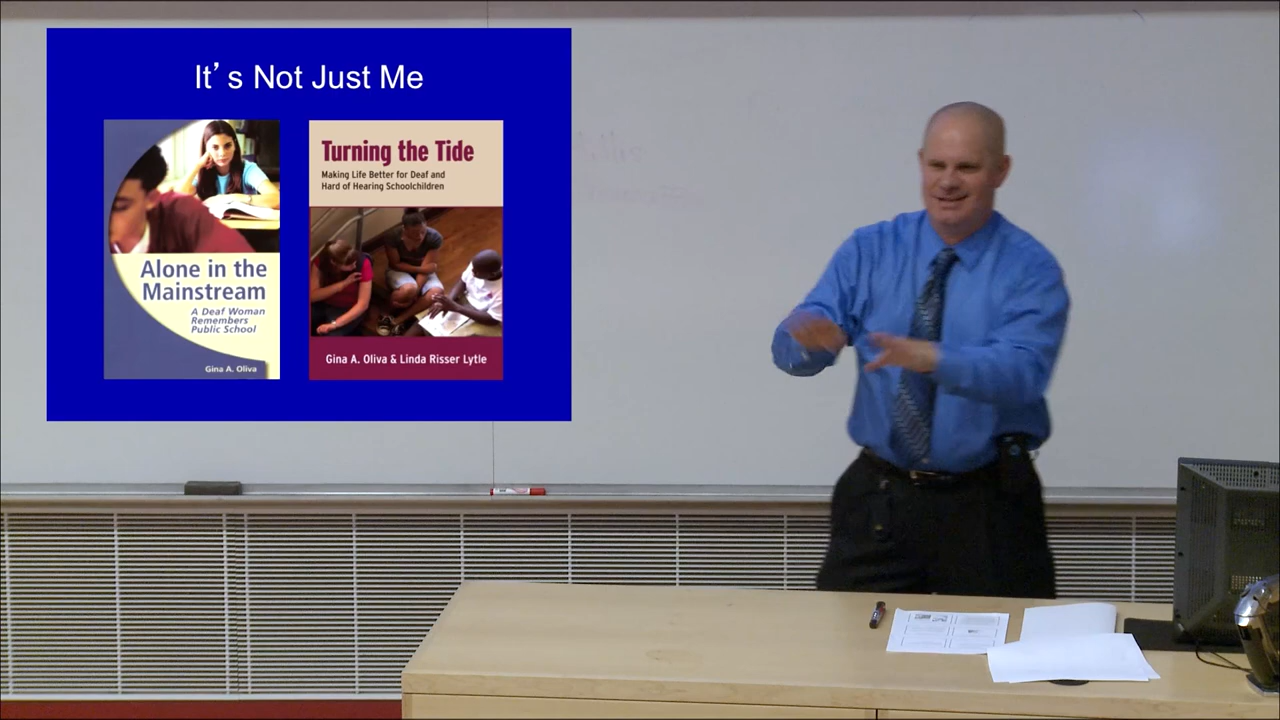 It's Not Just Me
Alone in the
Mainstream
A Deaf Woman
Remembers
Public School
Gina A. Oliva
Turning the Tide
Making Life Better for Deaf and
Hard of Hearing Schoolchildren
Gina A. Oliva & Linda Risser Lytle